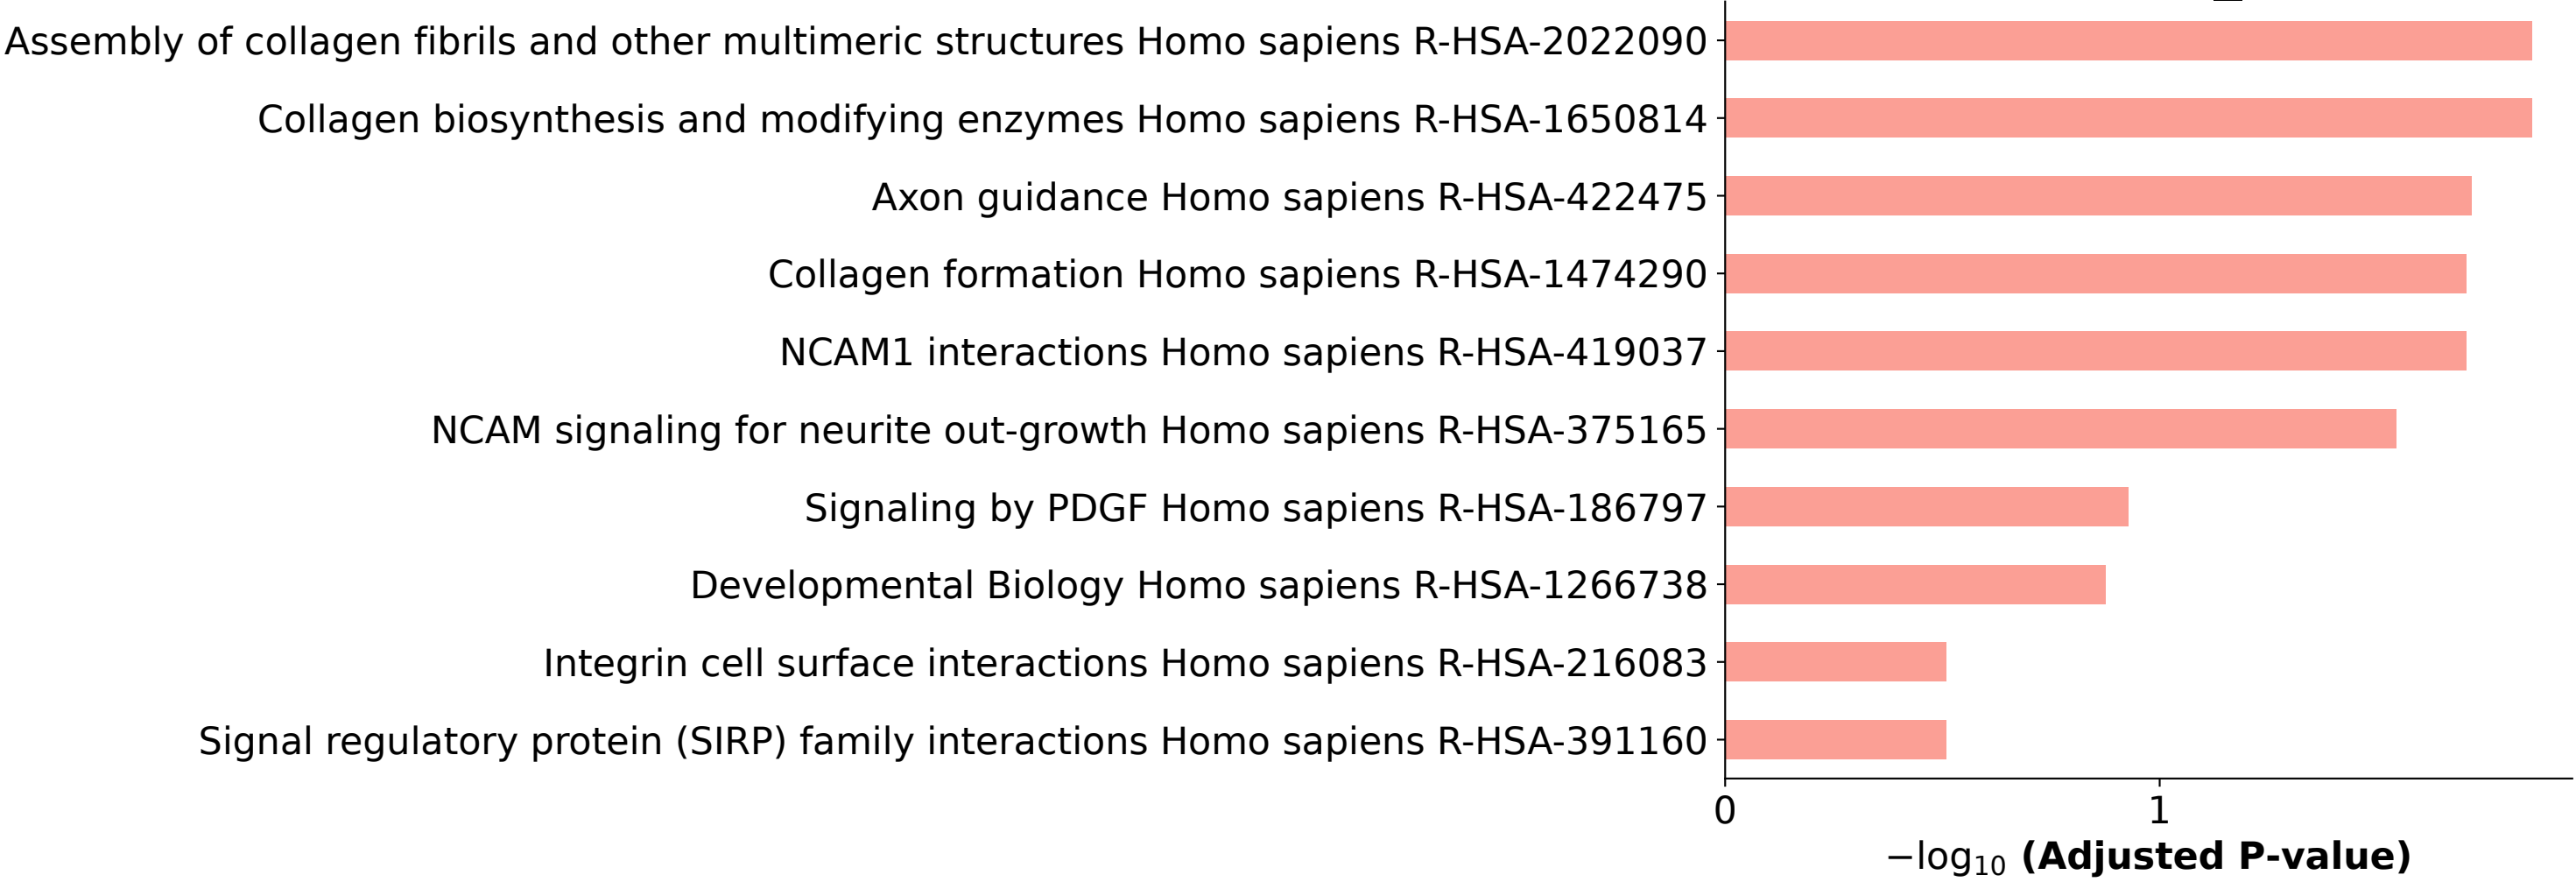 Assembly of collagen fibrils and other multimeric structures Homo sapiens R-HSA-2022090
Collagen biosynthesis and modifying enzymes Homo sapiens R-HSA-1650814
Axon guidance Homo sapiens R-HSA-422475
Collagen formation Homo sapiens R-HSA-1474290
NCAM1 interactions Homo sapiens R-HSA-419037
NCAM signaling for neurite out-growth Homo sapiens R-HSA-375165
Signaling by PDGF Homo sapiens R-HSA-186797
Developmental Biology Homo sapiens R-HSA-1266738
Integrin cell surface interactions Homo sapiens R-HSA-216083
Signal regulatory protein (SIRP) family interactions Homo sapiens R-HSA-391160
0 1
−log₁₀ (Adjusted P-value)